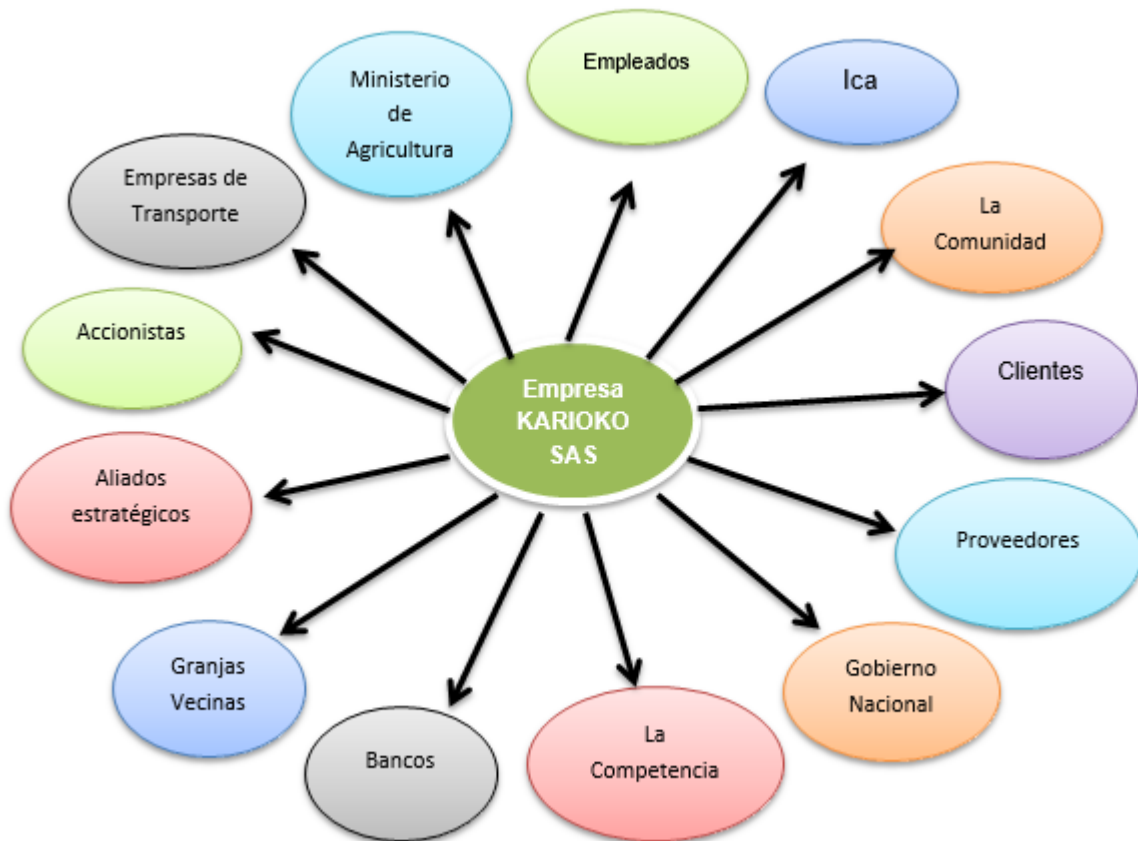 Empleados
Ica
Ministerio
de
Agricultura
Empresas de
Transporte
La
Comunidad
Accionistas
Clientes
Empresa
KARIOKO
SAS
Aliados
estratégicos
Proveedores
Granjas
Vecinas
Gobierno
Nacional
Bancos
La
Competencia